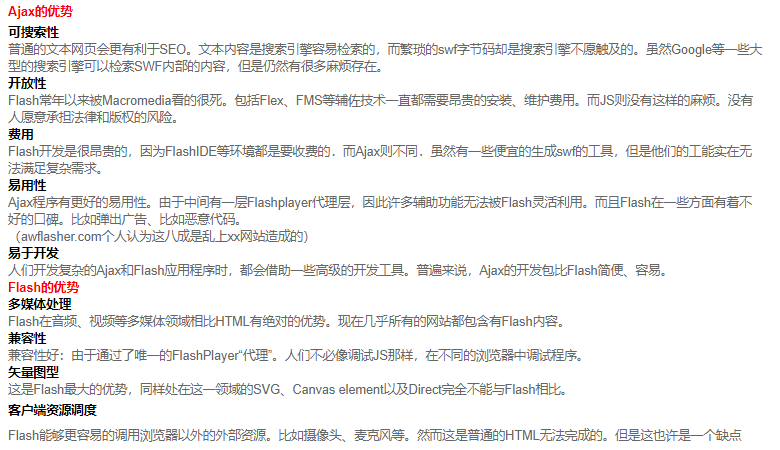 Ajax的优势
可搜索性
普通的文本网页会更有利于SEO。文本内容是搜索引擎容易检索的，而繁琐的swf字节码却是搜索引擎不愿触及的。虽然Google等一些大
型的搜索引擎可以检索SWF内部的内容，但是仍然有很多麻烦存在。
开放性
Flash常年以来被Macromedia看的很死。包括Flex、FMS等辅佐技术一直都需要昂贵的安装、维护费用。而JS则没有这样的麻烦。没有
人愿意承担法律和版权的风险。
费用
Flash开发是很昂贵的，因为FlashIDE等环境都是要收费的．而Ajax则不同．虽然有一些便宜的生成swf的工具，但是他们的工能实在无
法满足复杂需求。
易用性
Ajax程序有更好的易用性。由于中间有一层Flashplayer代理层，因此许多辅助功能无法被Flash灵活利用。而且Flash在一些方面有着不
好的口碑。比如弹出广告、比如恶意代码。
（awflasher.com个人认为这八成是乱上xx网站造成的）
易于开发
人们开发复杂的Ajax和Flash应用程序时，都会借助一些高级的开发工具。普遍来说，Ajax的开发包比Flash简便、容易。
Flash的优势
多媒体处理
Flash在音频、视频等多媒体领域相比HTML有绝对的优势。现在几乎所有的网站都包含有Flash内容。
兼容性
兼容性好：由于通过了唯一的FlashPlayer“代理”。人们不必像调试JS那样，在不同的浏览器中调试程序。
矢量图型
这是Flash最大的优势，同样处在这一领域的SVG、Canvas element以及Direct完全不能与Flash相比。
客户端资源调度
Flash能够更容易的调用浏览器以外的外部资源。比如摄像头、麦克风等。然而这是普通的HTML无法完成的。但是这也许是一个缺点